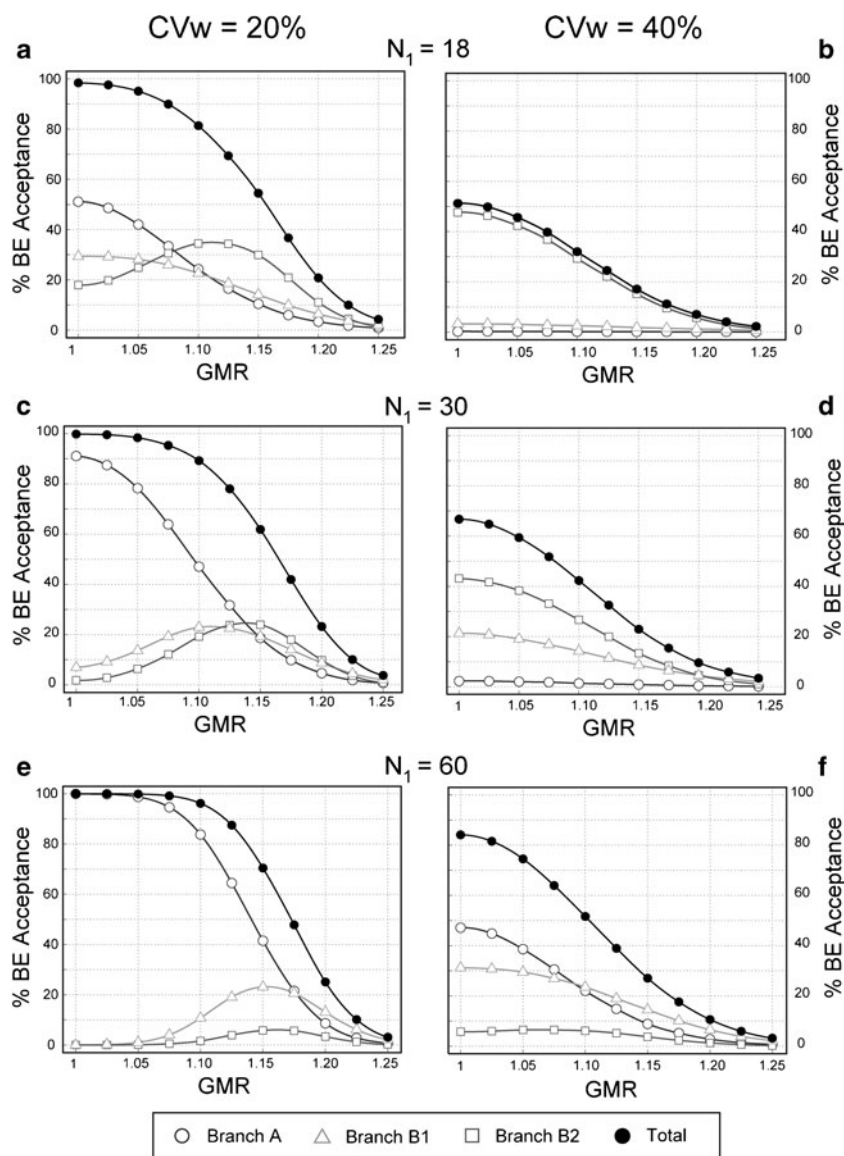 CVw = 20%
CVw = 40%
a
N1 = 18
b
% BE Acceptance
100
80
60
40
20
0
1
1.05
1.10
1.15
1.20
1.25
GMR
100
80
60
40
20
0
% BE Acceptance
1
1.05
1.10
1.15
1.20
1.25
GMR
c
N1 = 30
d
% BE Acceptance
100
80
60
40
20
0
1
1.05
1.10
1.15
1.20
1.25
GMR
100
80
60
40
20
0
% BE Acceptance
1
1.05
1.10
1.15
1.20
1.25
GMR
e
N1 = 60
f
% BE Acceptance
100
80
60
40
20
0
1
1.05
1.10
1.15
1.20
1.25
GMR
100
80
60
40
20
0
% BE Acceptance
1
1.05
1.10
1.15
1.20
1.25
GMR
Branch A
Branch B1
Branch B2
Total